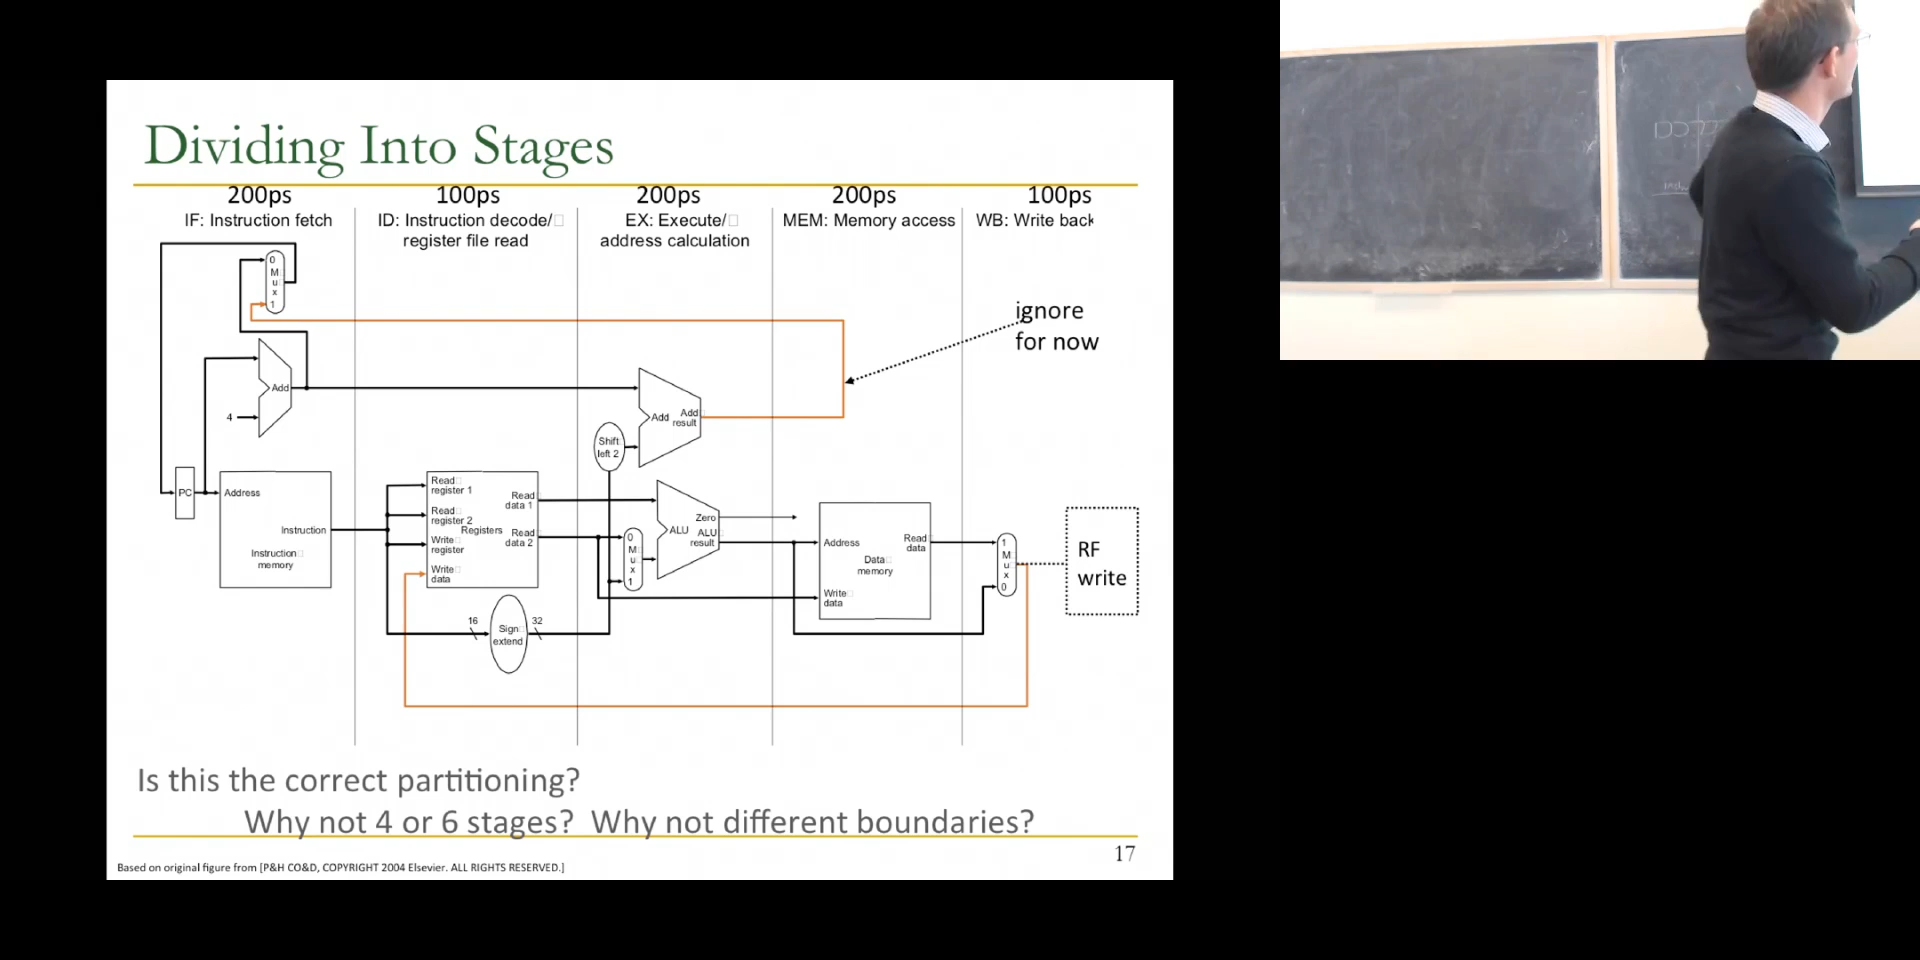 Dividing Into Stages
200ps 100ps 200ps 200ps 100ps
IF: Instruction fetch
ID: Instruction decode/
register file read
EX: Execute/
address calculation
MEM: Memory access
WB: Write back
0
M
u
x
1
ignore
for now
Add
4
Add Add
result
Shift
left 2
PC
Address
Instruction
Instruction
memory
Read
register 1
Read
register 2
Write
register
Write
data
Registers
Read
data 1
Read
data 2
16
Sign
extend
32
0
M
u
x
1
Zero
ALU ALU
result
Address
Read
data
Data
memory
Write
data
1
M
u
x
0
RF
write
Is this the correct partitioning?
Why not 4 or 6 stages? Why not different boundaries?
17
Based on original figure from [P&H CO&D, COPYRIGHT 2004 Elsevier. ALL RIGHTS RESERVED.]